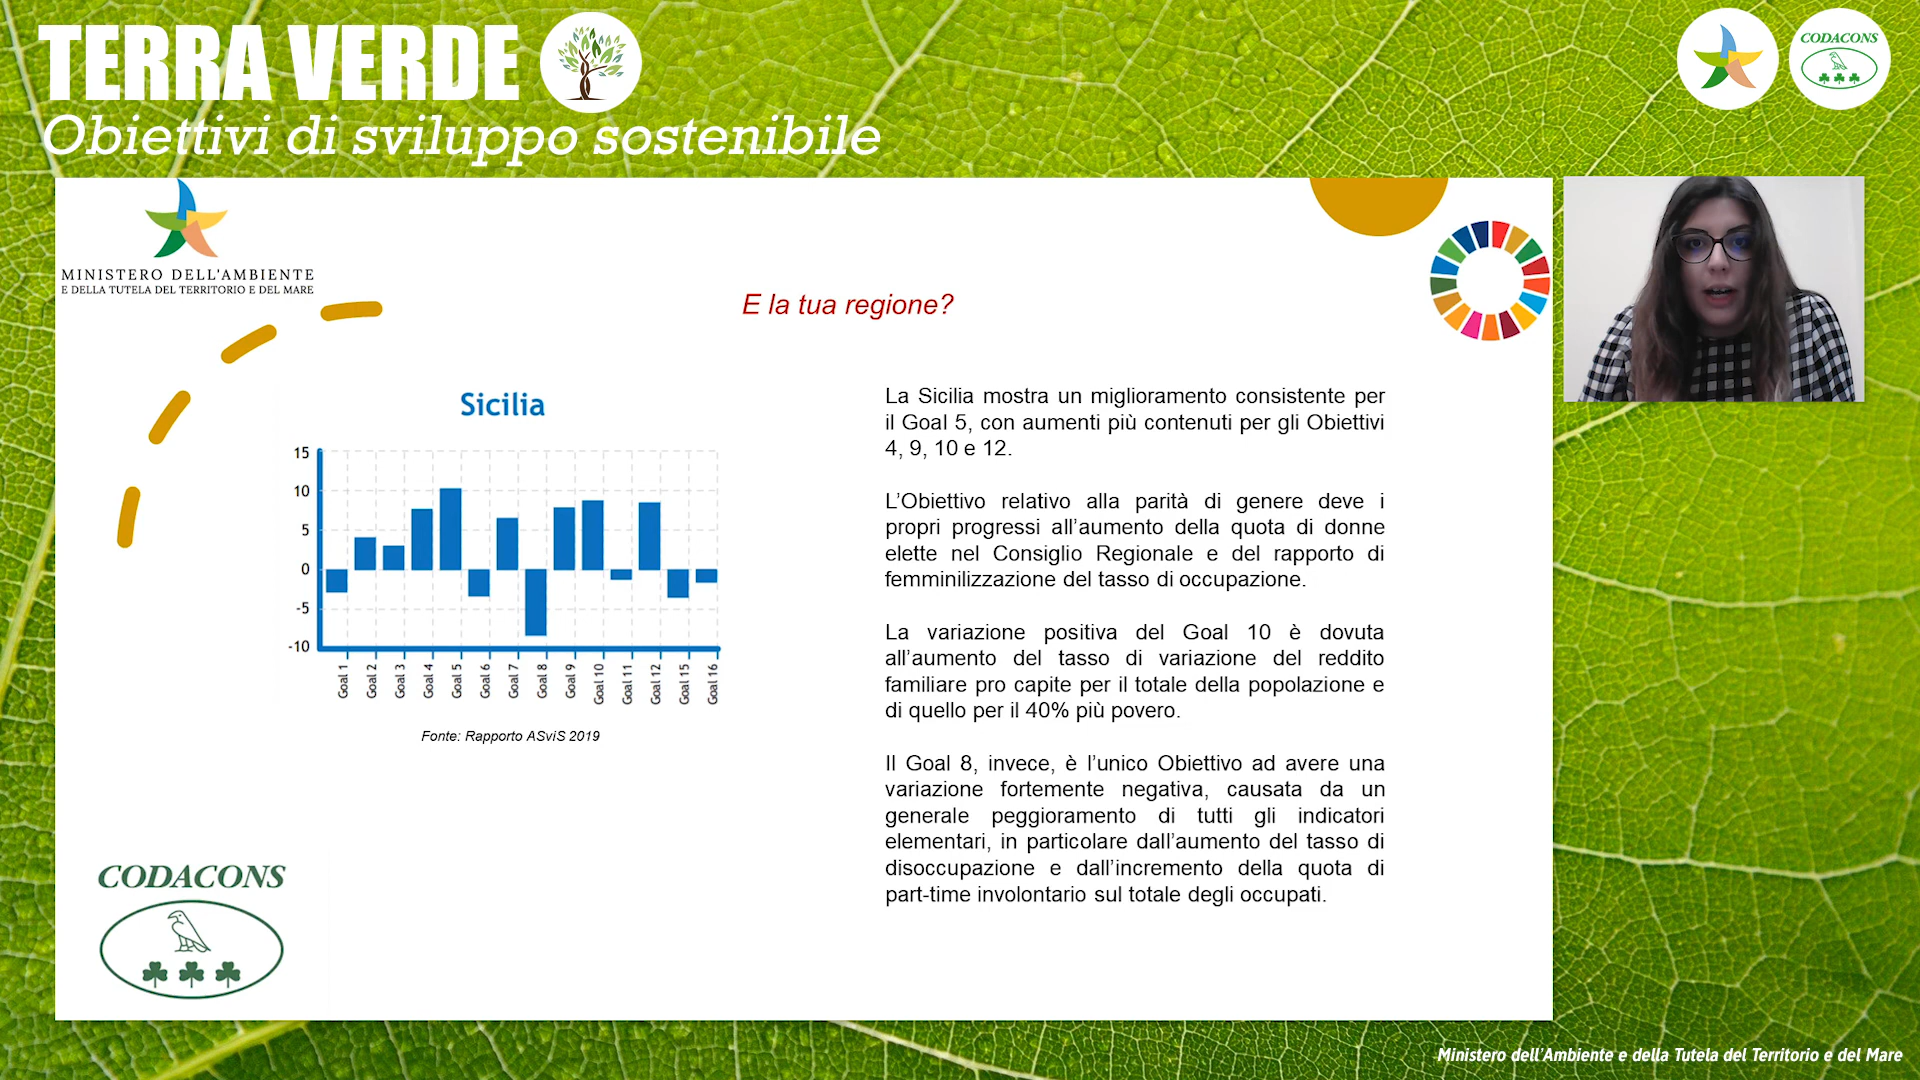 TERRA VERDE
Obiettivi di sviluppo sostenibile
CODACONS
MINISTERO DELL'AMBIENTE
E DELLA TUTELA DEL TERRITORIO E DEL MARE
E la tua regione?
Sicilia
15
10
5
0
-5
-10
Goal 1
Goal 2
Goal 3
Goal 4
Goal 5
Goal 6
Goal 7
Goal 8
Goal 9
Goal 10
Goal 11
Goal 12
Goal 15
Goal 16
Fonte: Rapporto ASviS 2019
La Sicilia mostra un miglioramento consistente per
il Goal 5, con aumenti più contenuti per gli Obiettivi
4, 9, 10 e 12.
L’Obiettivo relativo alla parità di genere deve i
propri progressi all’aumento della quota di donne
elette nel Consiglio Regionale e del rapporto di
femminilizzazione del tasso di occupazione.
La variazione positiva del Goal 10 è dovuta
all’aumento del tasso di variazione del reddito
familiare pro capite per il totale della popolazione e
di quello per il 40% più povero.
Il Goal 8, invece, è l’unico Obiettivo ad avere una
variazione fortemente negativa, causata da un
generale peggioramento di tutti gli indicatori
elementari, in particolare dall’aumento del tasso di
disoccupazione e dall’incremento della quota di
part-time involontario sul totale degli occupati.
CODACONS
Ministero dell'Ambiente e della Tutela del Territorio e del Mare